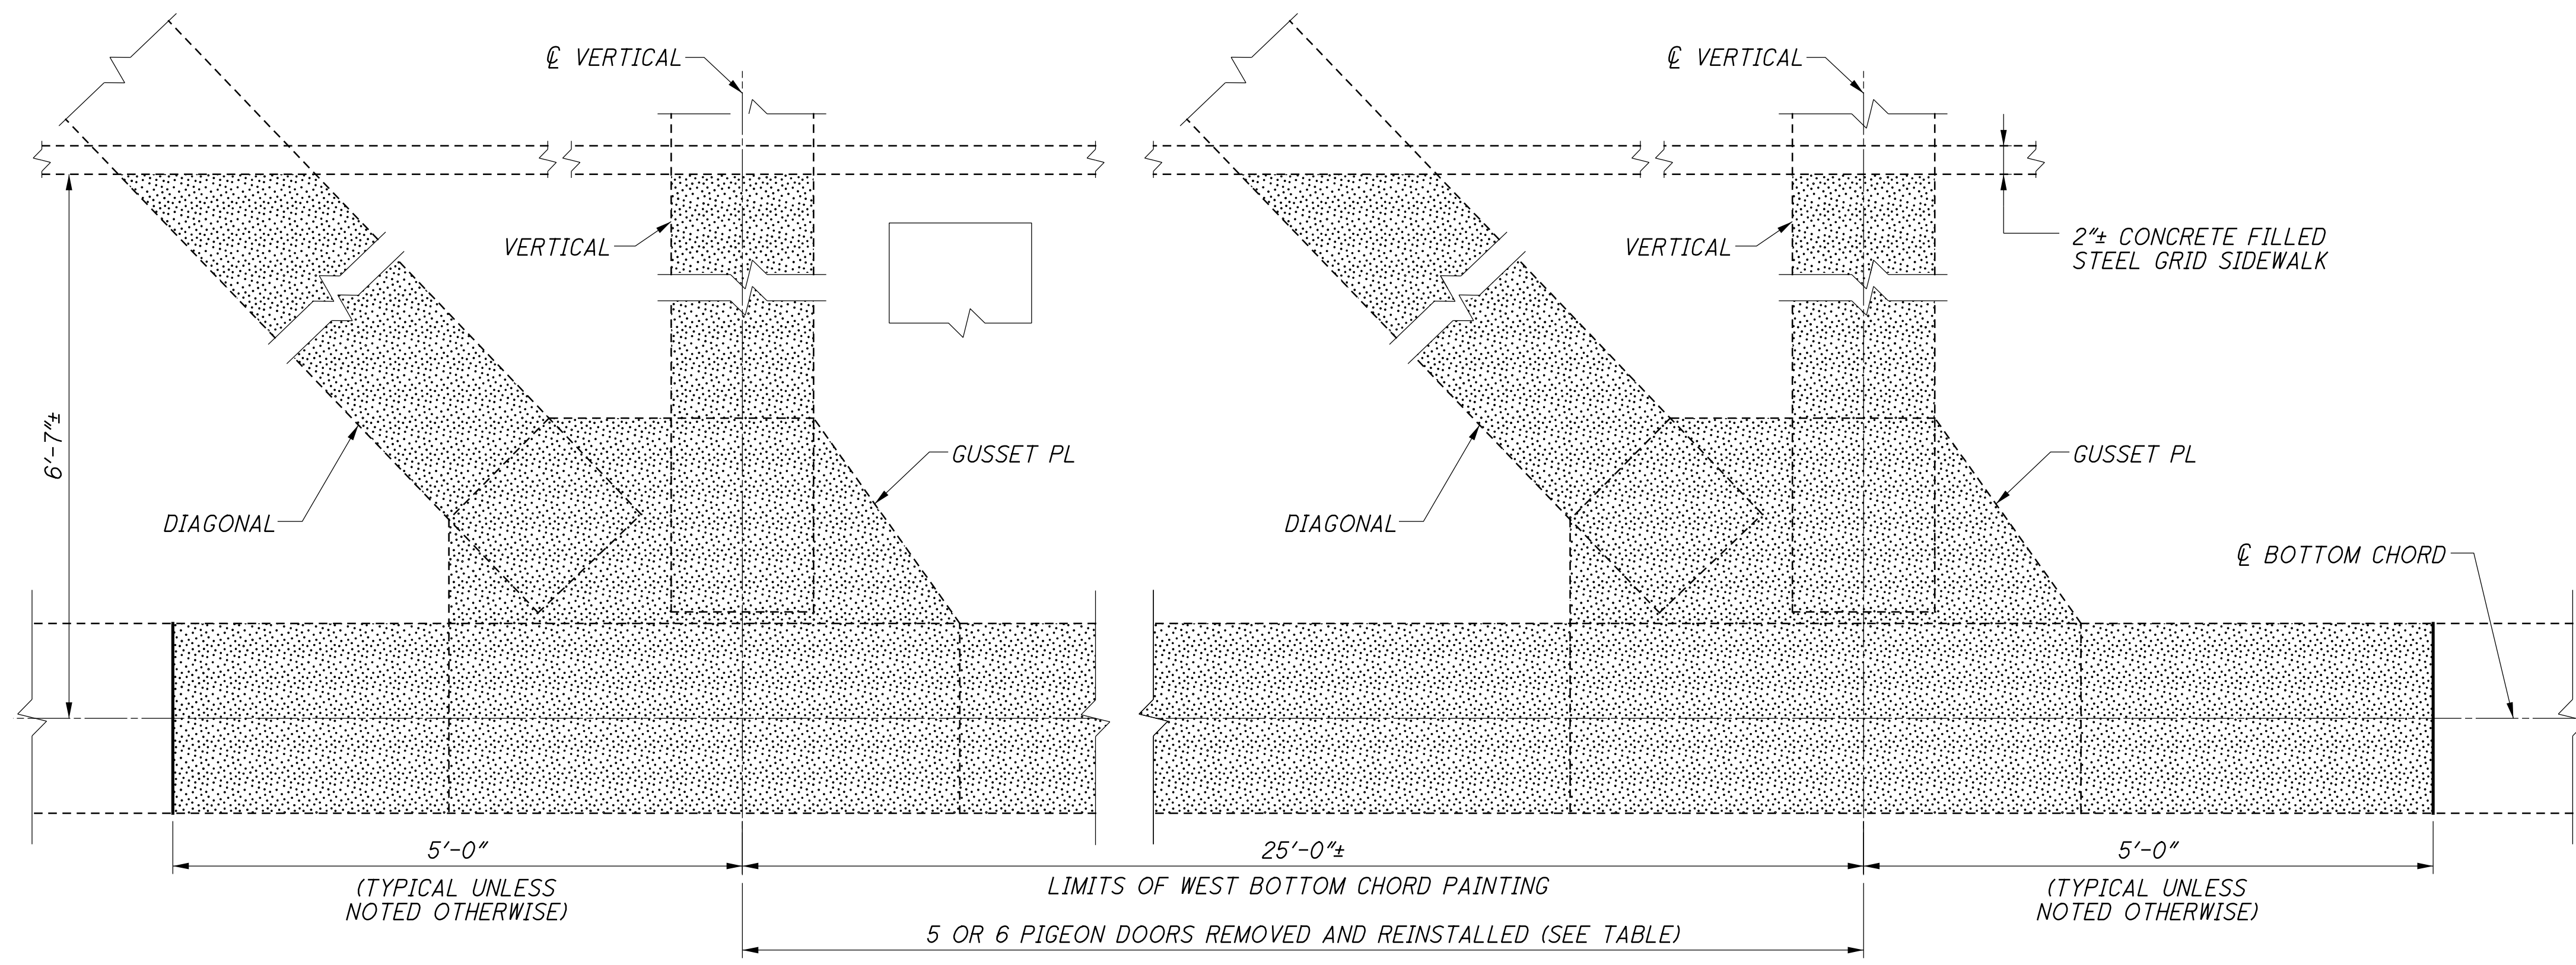 ℄ VERTICAL
℄ VERTICAL
VERTICAL
VERTICAL
2"± CONCRETE FILLED
STEEL GRID SIDEWALK
6'-7"±
GUSSET PL
GUSSET PL
DIAGONAL
DIAGONAL
℄ BOTTOM CHORD
5'-0"
(TYPICAL UNLESS
NOTED OTHERWISE)
25'-0"±
LIMITS OF WEST BOTTOM CHORD PAINTING
5'-0"
(TYPICAL UNLESS
NOTED OTHERWISE)
5 OR 6 PIGEON DOORS REMOVED AND REINSTALLED (SEE TABLE)